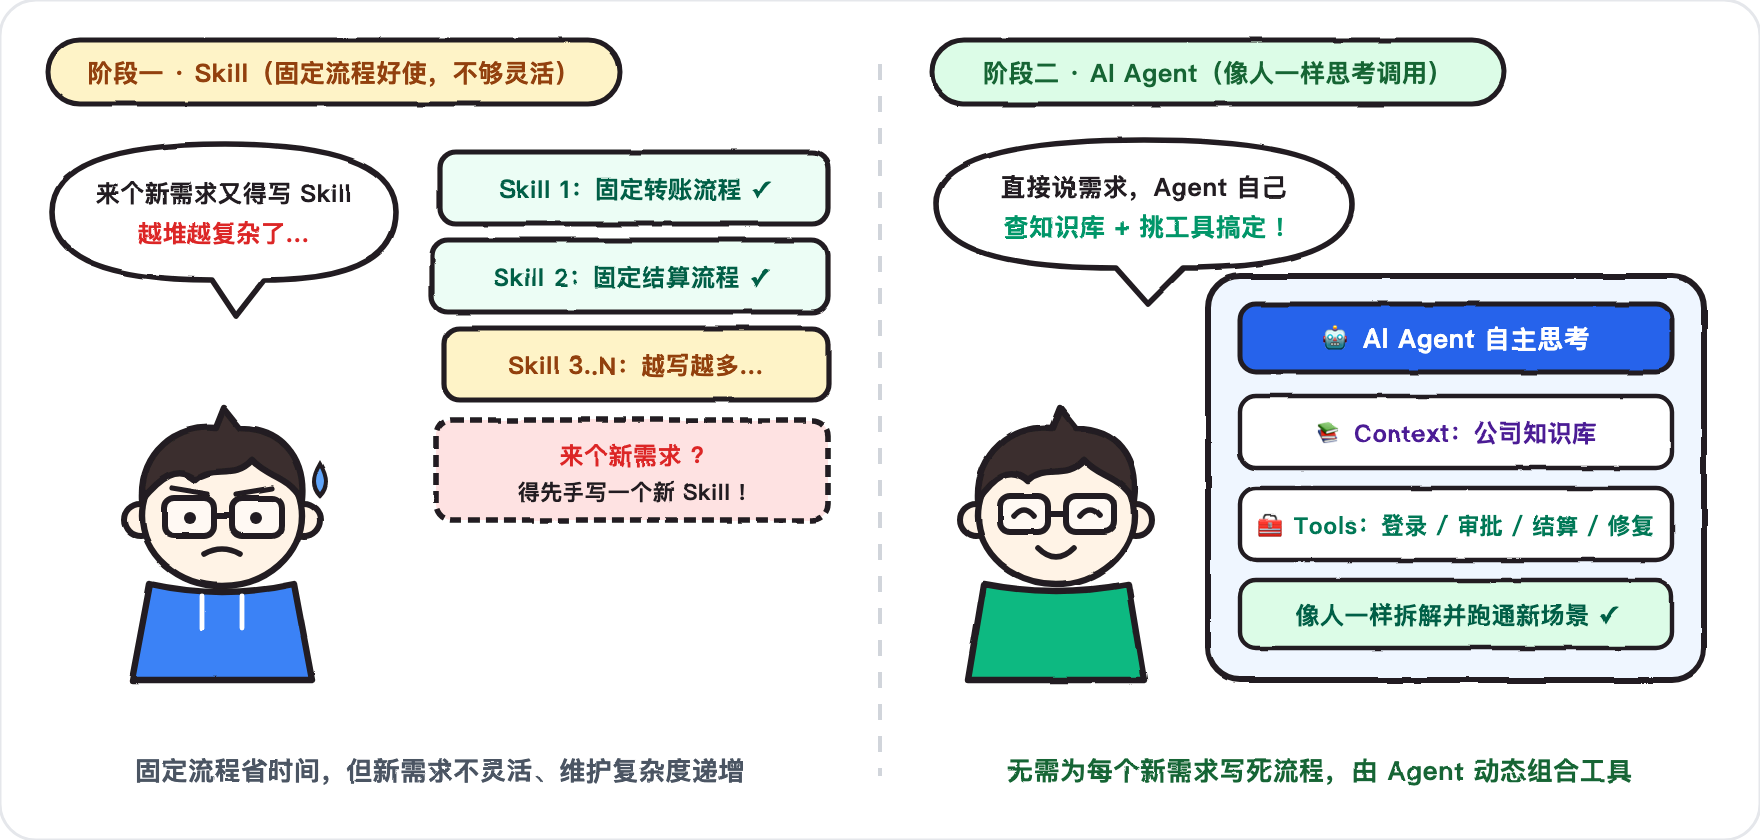 阶段一 · Skill（固定流程好使，不够灵活）
来个新需求又得写 Skill
越堆越复杂了...
Skill 1：固定转账流程 ✓
Skill 2：固定结算流程 ✓
Skill 3..N：越写越多...
来个新需求？
得先手写一个新 Skill！
固定流程省时间，但新需求不灵活、维护复杂度递增
阶段二 · AI Agent（像人一样思考调用）
直接说需求，Agent 自己
查知识库 + 挑工具搞定！
AI Agent 自主思考
Context：公司知识库
Tools：登录 / 审批 / 结算 / 修复
像人一样拆解并跑通新场景 ✓
无需为每个新需求写死流程，由 Agent 动态组合工具